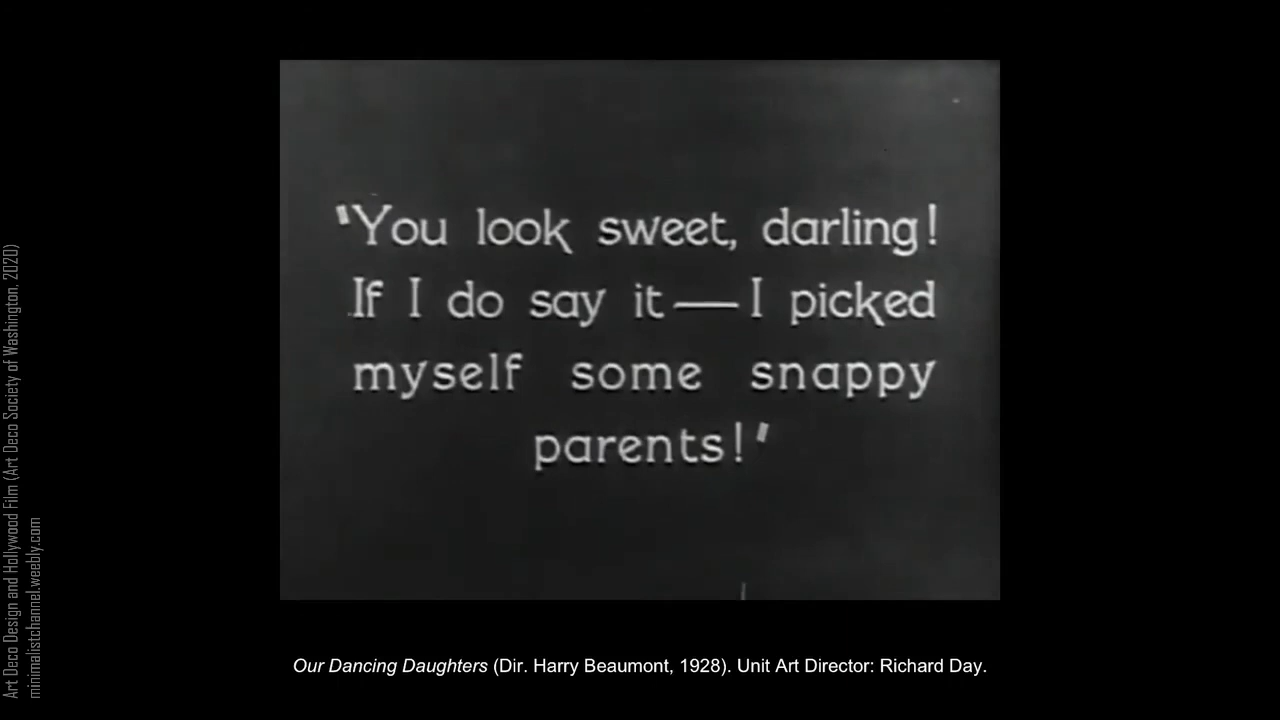 "You look sweet, darling!
If I do say it—I picked
myself some snappy
parents!"
Our Dancing Daughters (Dir. Harry Beaumont, 1928). Unit Art Director: Richard Day.
Art Deco Design and Hollywood Film (Art Deco Society of Washington, 2020)
minimalistchannel.weebly.com